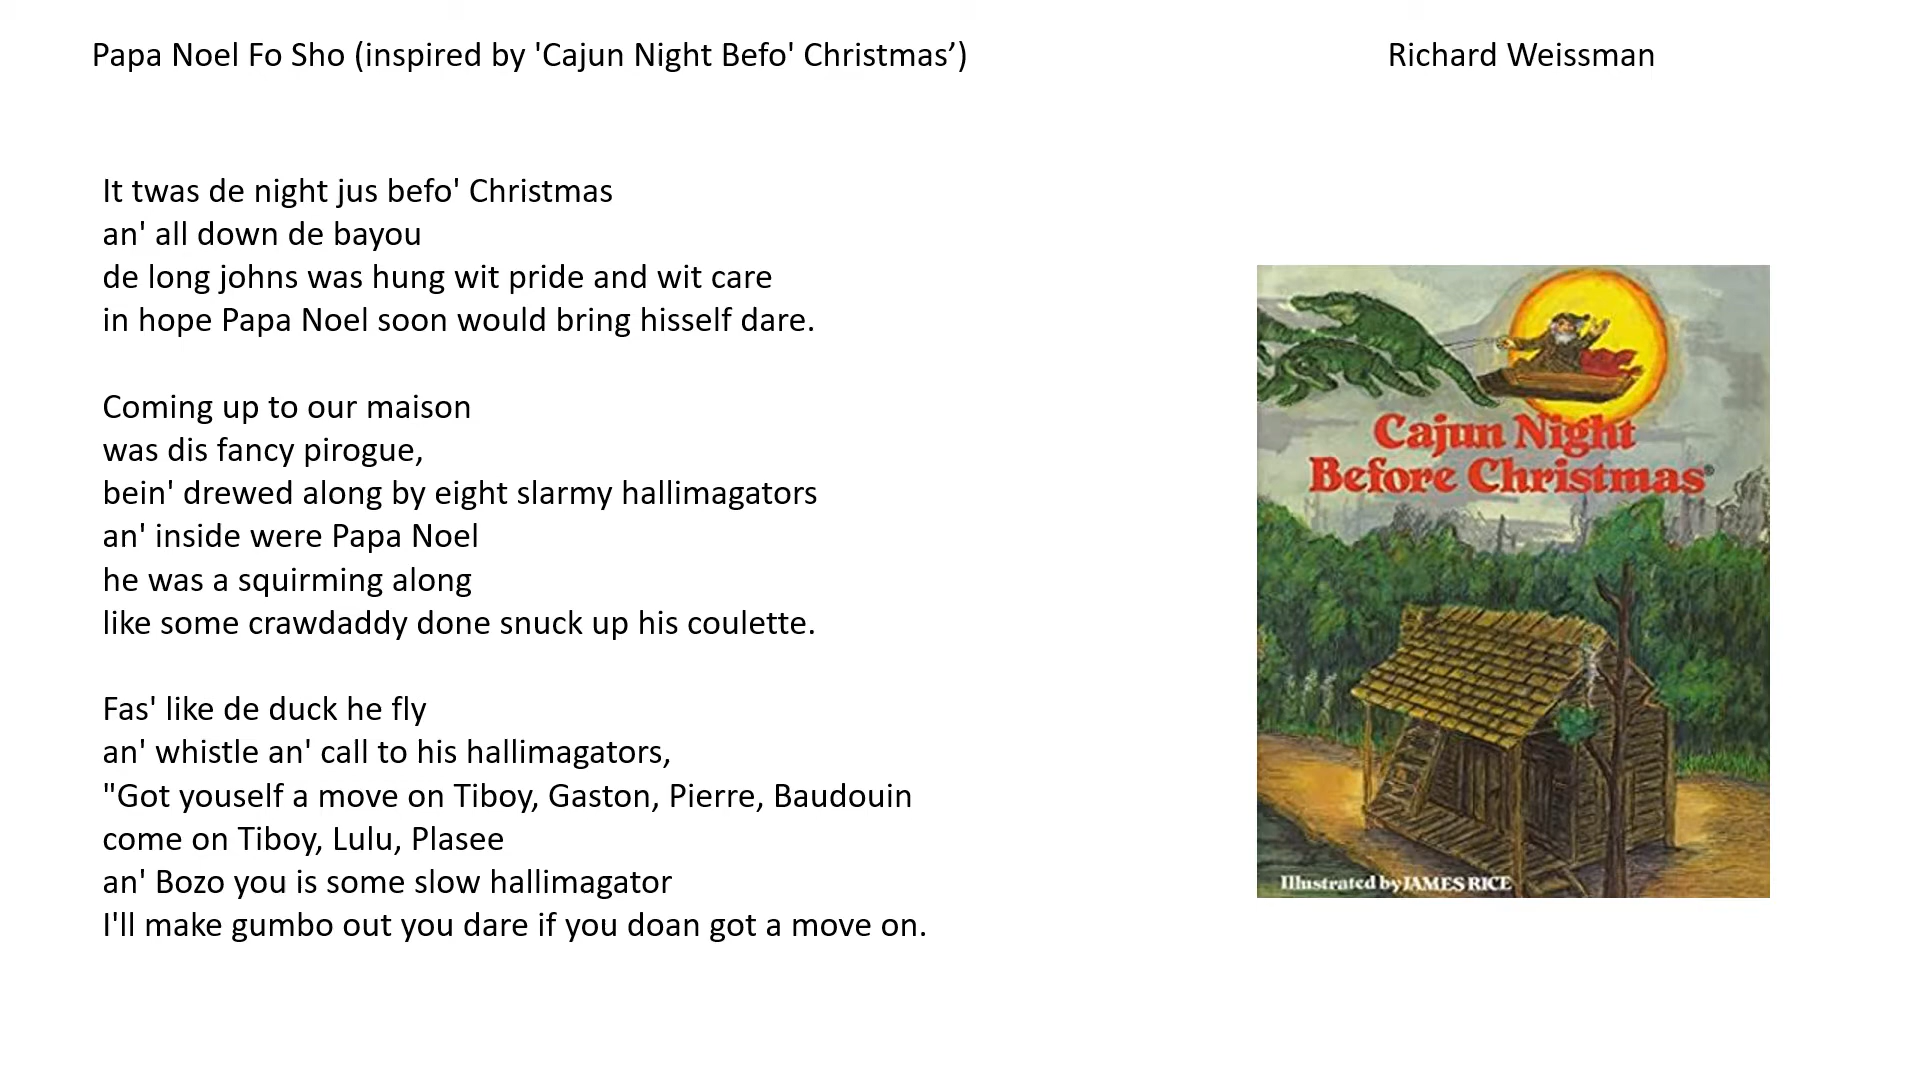 Papa Noel Fo Sho (inspired by 'Cajun Night Befo' Christmas’)
Richard Weissman
It twas de night jus befo' Christmas
an' all down de bayou
de long johns was hung wit pride and wit care
in hope Papa Noel soon would bring hisself dare.
Coming up to our maison
was dis fancy pirogue,
bein' drewed along by eight slarmy hallimagators
an' inside were Papa Noel
he was a squirming along
like some crawdaddy done snuck up his coulette.
Fas' like de duck he fly
an' whistle an' call to his hallimagators,
"Got youself a move on Tiboy, Gaston, Pierre, Baudouin
come on Tiboy, Lulu, Plasee
an' Bozo you is some slow hallimagator
I'll make gumbo out you dare if you doan got a move on.
Cajun Night
Before Christmas®
Illustrated by JAMES RICE